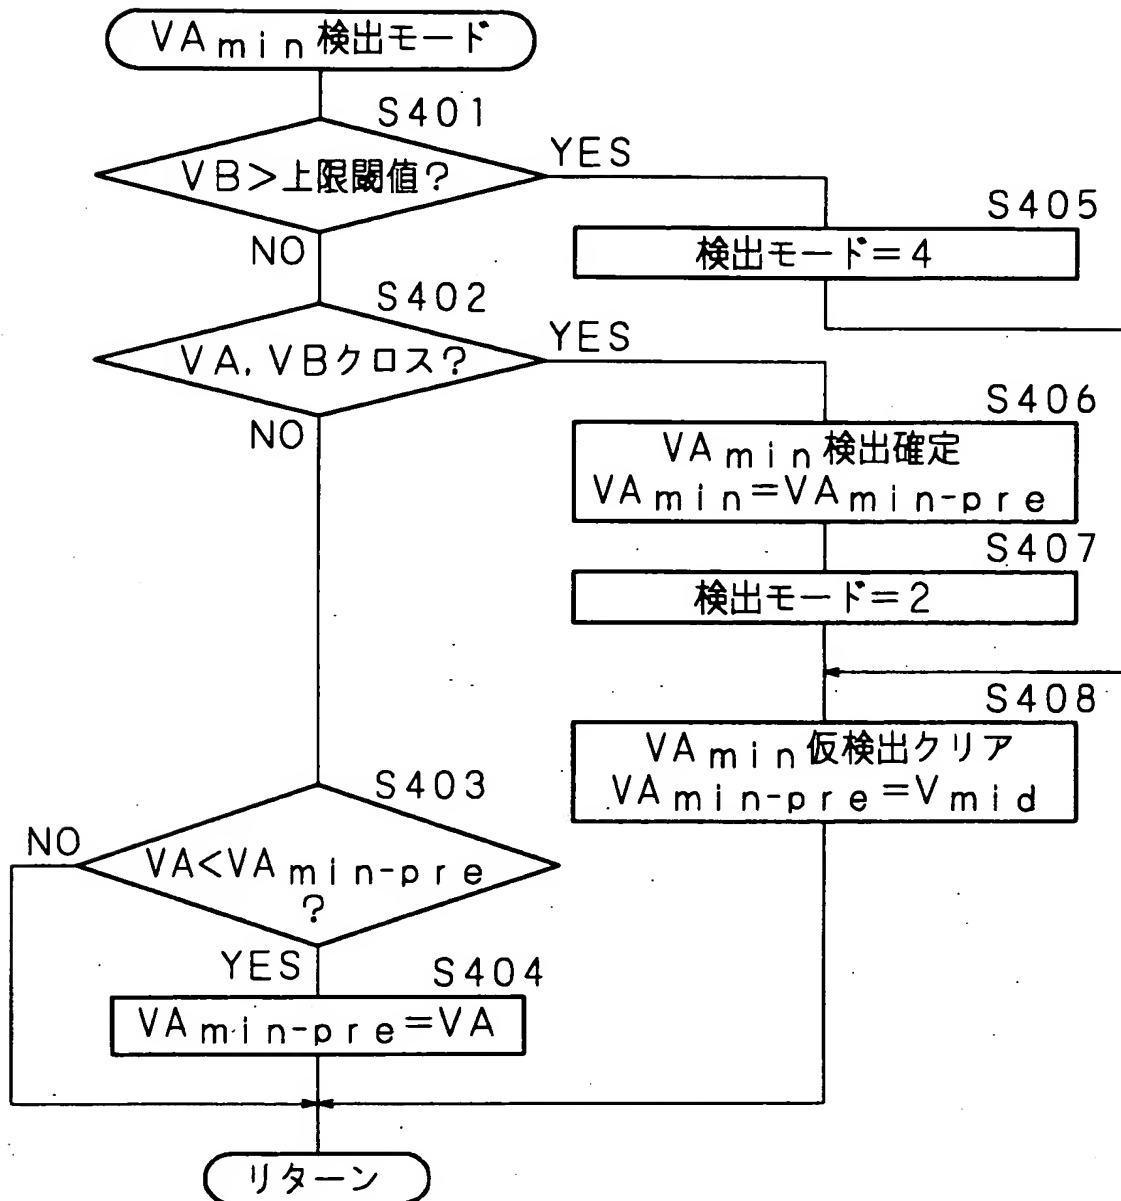 VAmin検出モード
S401
VB>上限閾値?
YES
NO
S405
検出モード=4
S402
VA,VBクロス?
YES
NO
S406
VAmin検出確定
VAmin=VAmin-pre
S407
検出モード=2
S408
VAmin仮検出クリア
VAmin-pre=Vmid
S403
NO
VA<VAmin-pre
?
YES
S404
VAmin-pre=VA
リターン